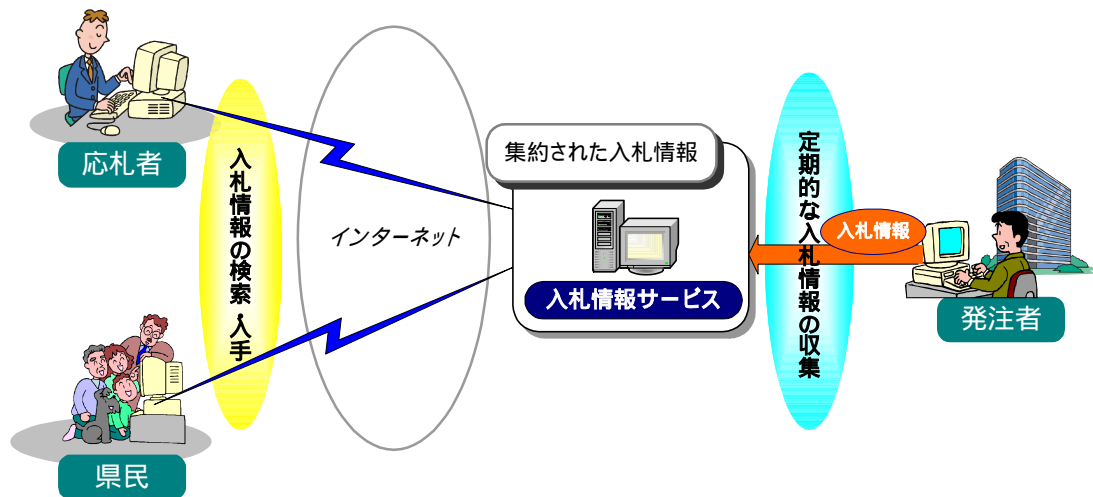 応札者
入札情報の検索・入手
県民
インターネット
集約された入札情報
入札情報サービス
定期的な入札情報の収集
入札情報
発注者